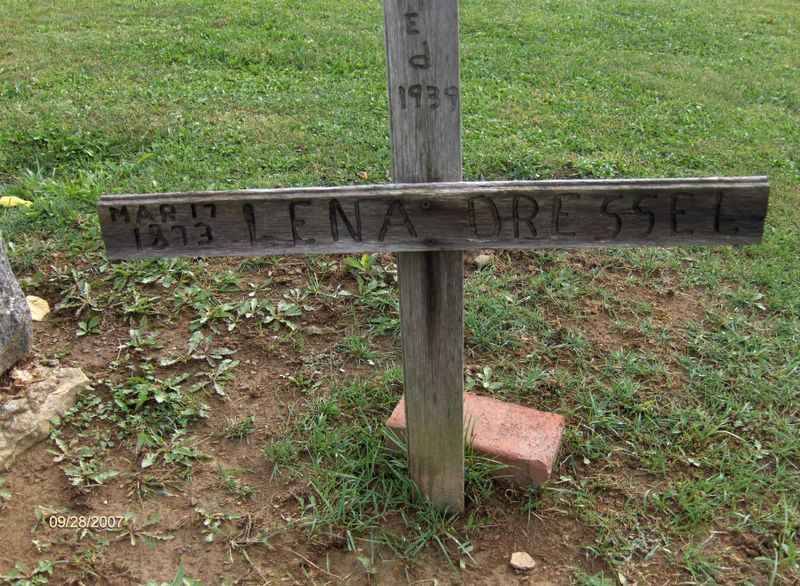 E
d
1939
MAR 17
1873
LENA DRESSEL
09/28/2007